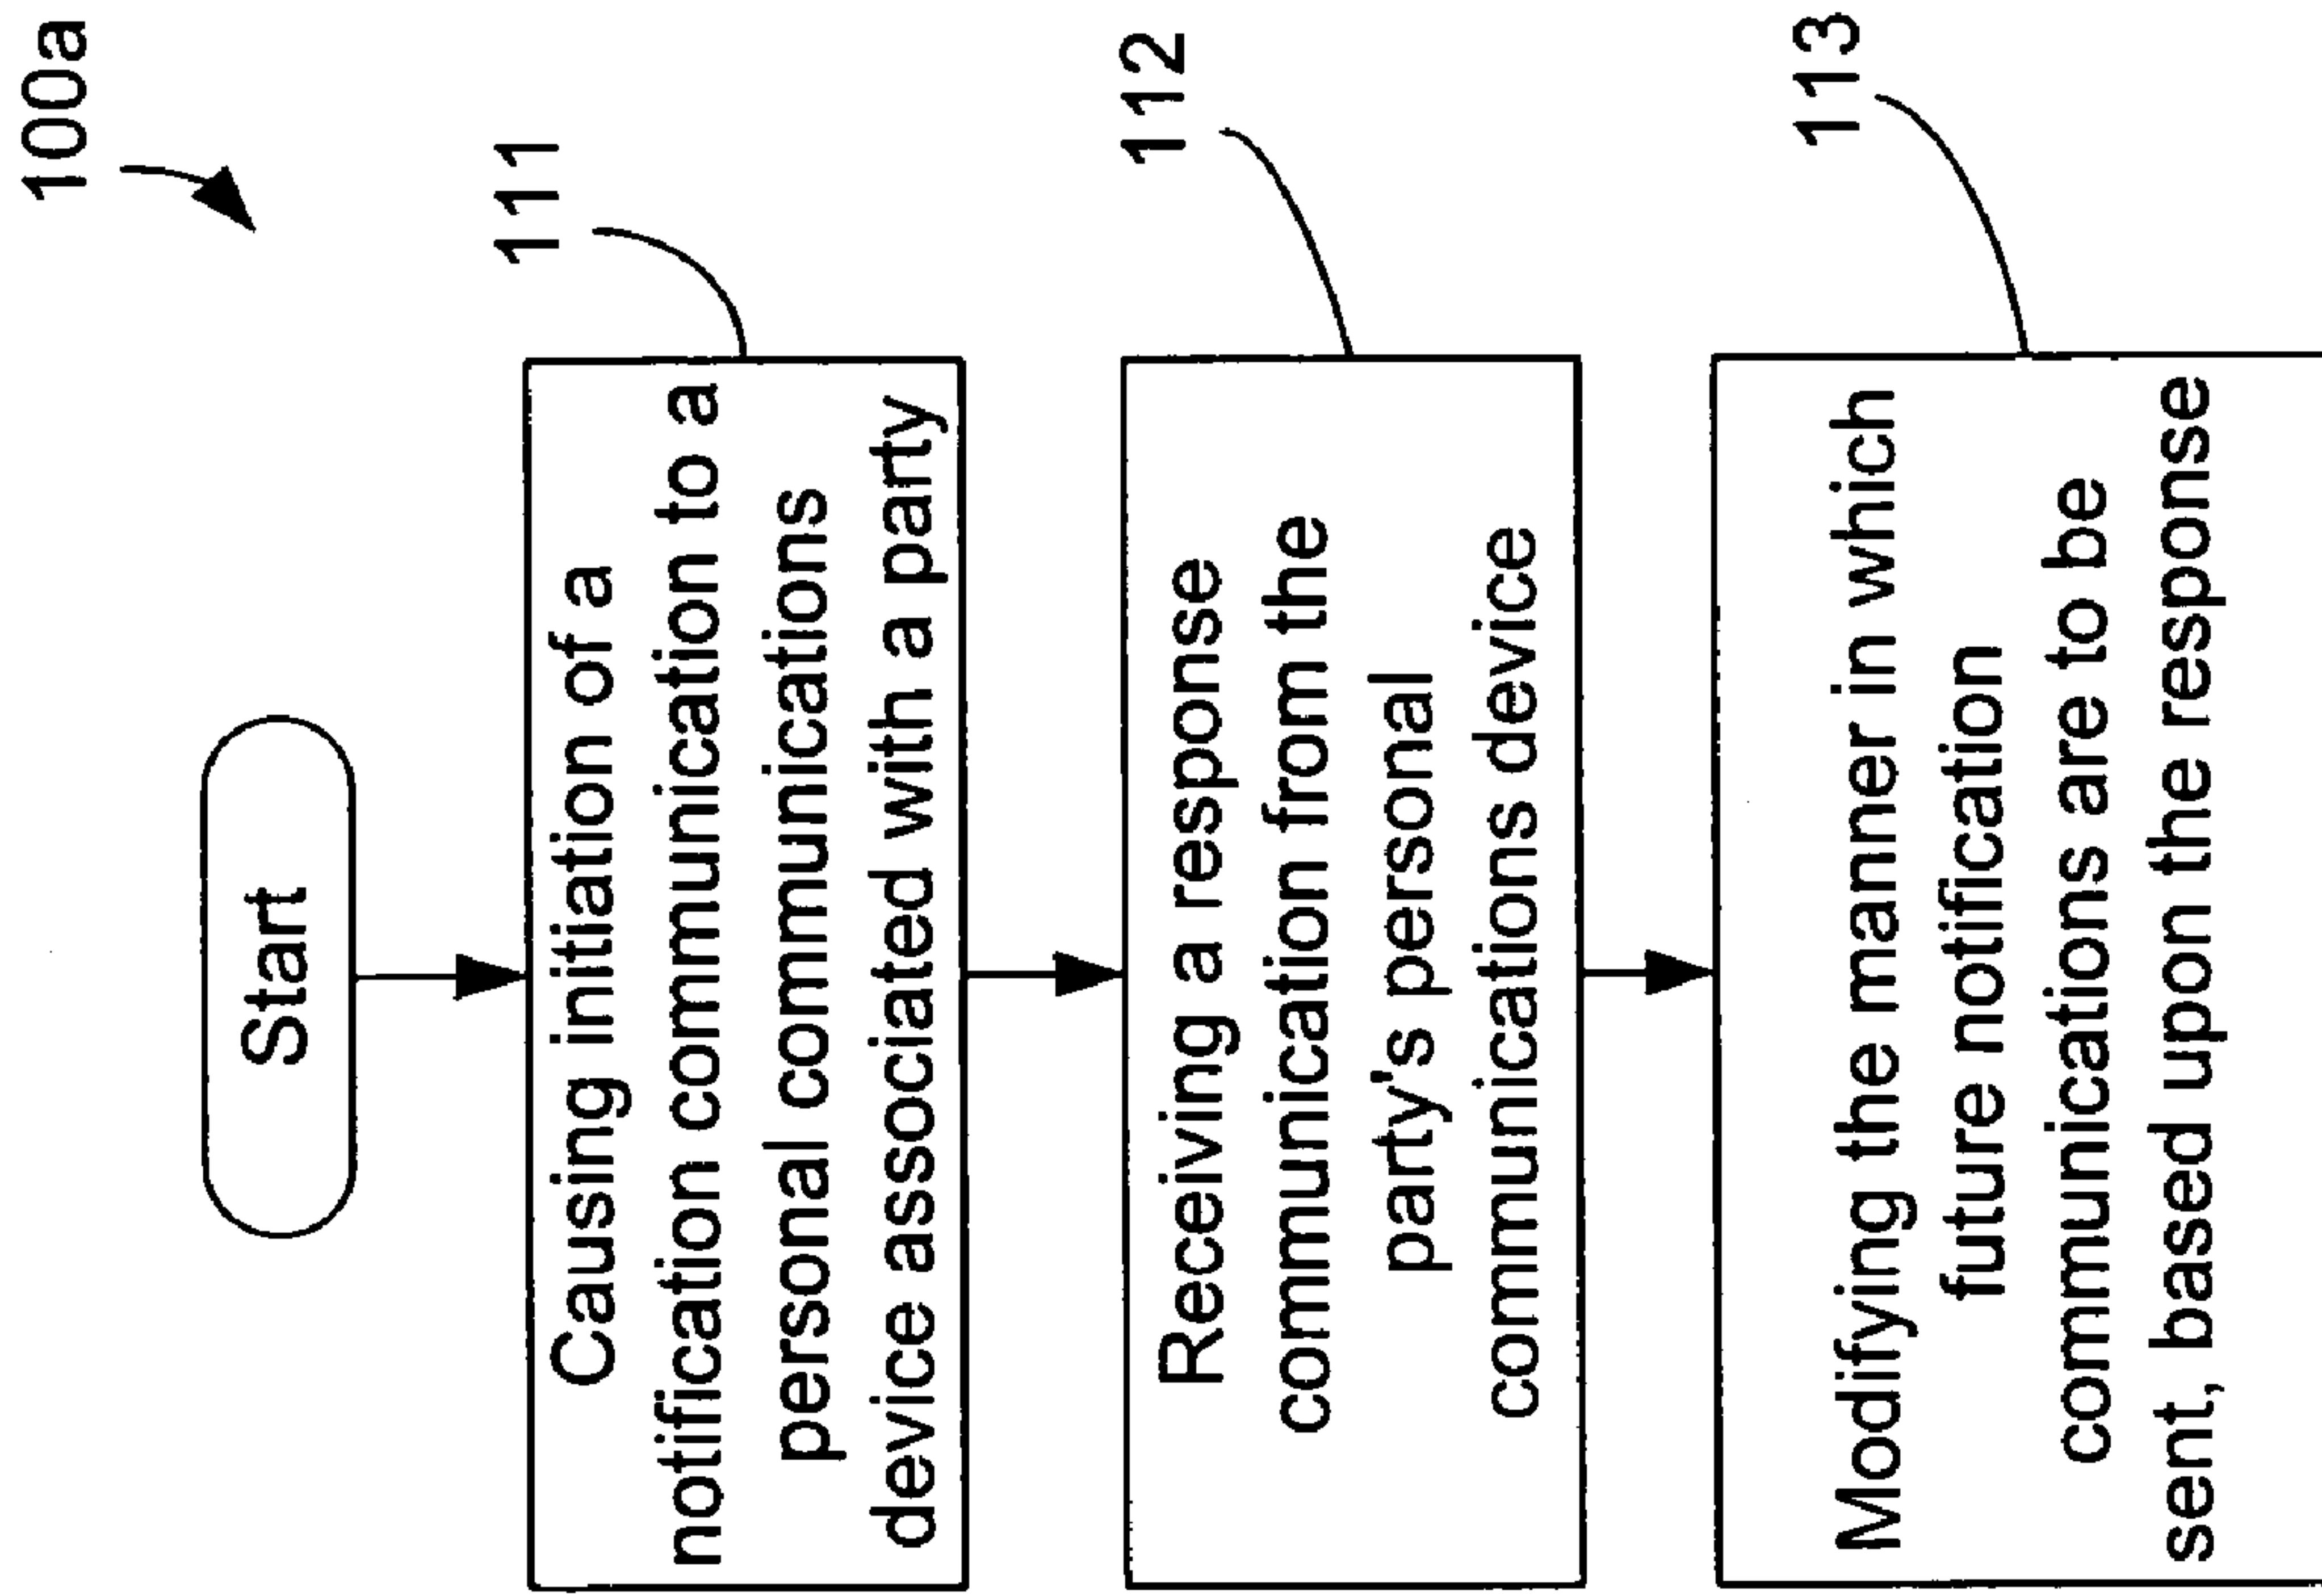 100a
Start
111
Causing initiation of a
notification communication to a
personal communications
device associated with a party
112
Receiving a response
communication from the
party's personal
communications device
113
Modifying the manner in which
future notification
communications are to be
sent, based upon the response